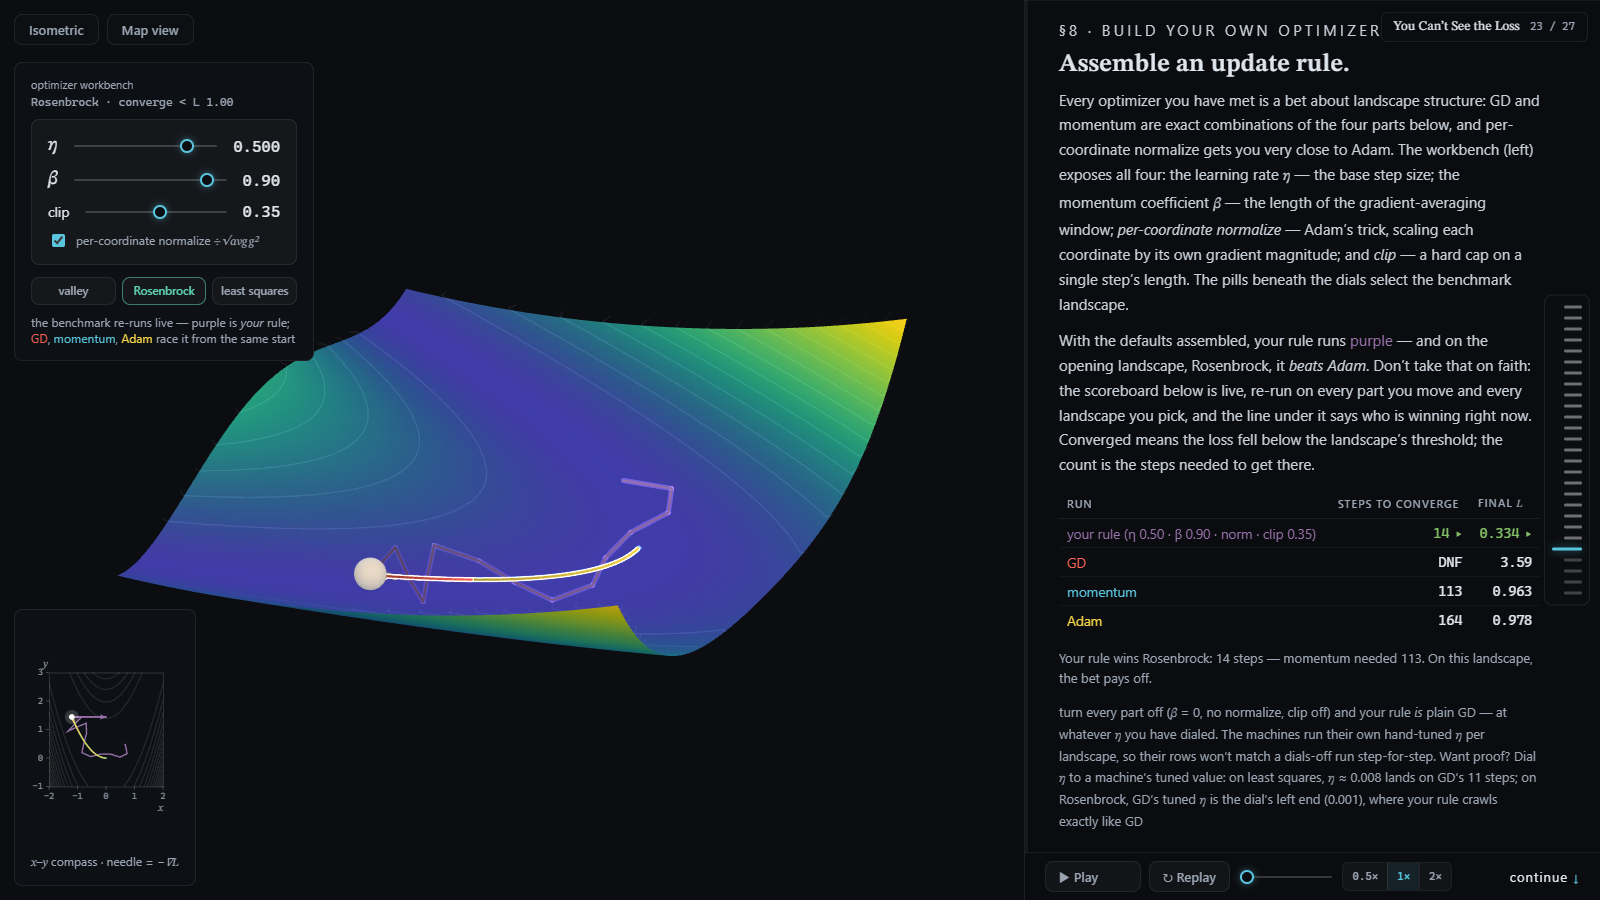 Isometric
Map view
optimizer workbench
Rosenbrock · converge < L 1.00
η 0.500
β 0.90
clip 0.35
per-coordinate normalize ÷√avgg²
valley
Rosenbrock
least squares
the benchmark re-runs live — purple is your rule;
GD, momentum, Adam race it from the same start
y
3
2
1
0
−1
−2 −1 0 1 2
x
x–y compass · needle = −∇L
§8 · BUILD YOUR OWN OPTIMIZER
You Can't See the Loss 23 / 27
Assemble an update rule.
Every optimizer you have met is a bet about landscape structure: GD and
momentum are exact combinations of the four parts below, and per-
coordinate normalize gets you very close to Adam. The workbench (left)
exposes all four: the learning rate η — the base step size; the
momentum coefficient β — the length of the gradient-averaging
window; per-coordinate normalize — Adam's trick, scaling each
coordinate by its own gradient magnitude; and clip — a hard cap on a
single step's length. The pills beneath the dials select the benchmark
landscape.
With the defaults assembled, your rule runs purple — and on the
opening landscape, Rosenbrock, it beats Adam. Don't take that on faith:
the scoreboard below is live, re-run on every part you move and every
landscape you pick, and the line under it says who is winning right now.
Converged means the loss fell below the landscape's threshold; the
count is the steps needed to get there.
RUN STEPS TO CONVERGE FINAL L
your rule (η 0.50 · β 0.90 · norm · clip 0.35) 14 ▸ 0.334 ▸
GD DNF 3.59
momentum 113 0.963
Adam 164 0.978
Your rule wins Rosenbrock: 14 steps — momentum needed 113. On this landscape,
the bet pays off.
turn every part off (β = 0, no normalize, clip off) and your rule is plain GD — at
whatever η you have dialed. The machines run their own hand-tuned η per
landscape, so their rows won't match a dials-off run step-for-step. Want proof? Dial
η to a machine's tuned value: on least squares, η ≈ 0.008 lands on GD's 11 steps; on
Rosenbrock, GD's tuned η is the dial's left end (0.001), where your rule crawls
exactly like GD
▶ Play
↻ Replay
0.5×
1×
2×
continue ↓